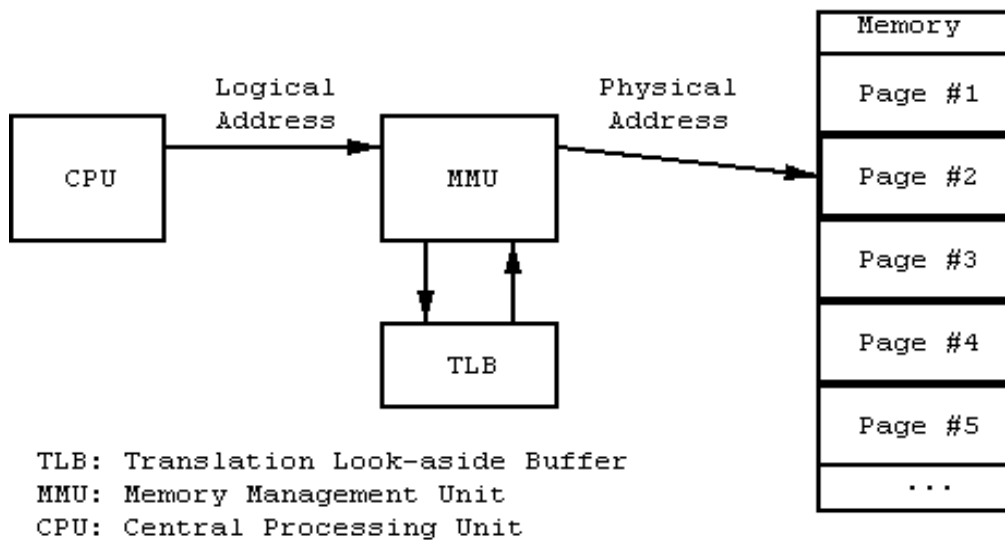 Memory
Logical
Address
Physical
Address
Page #1
CPU
MMU
Page #2
Page #3
TLB
Page #4
Page #5
...
TLB: Translation Look-aside Buffer
MMU: Memory Management Unit
CPU: Central Processing Unit